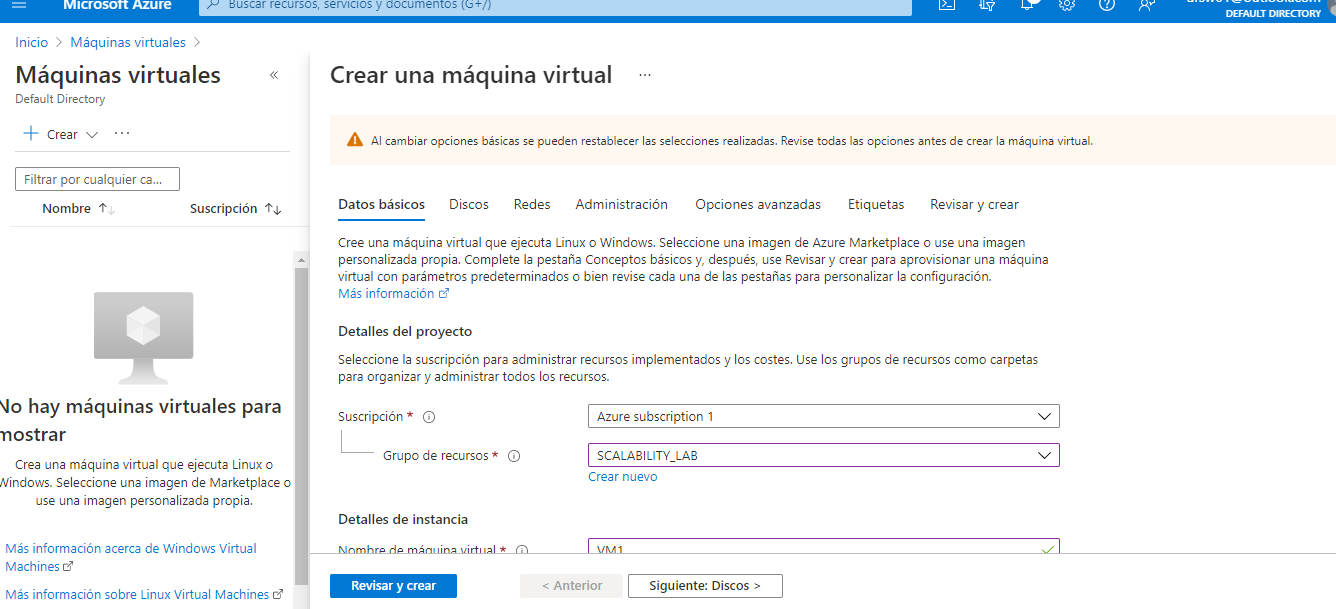 Microsoft Azure
Buscar recursos, servicios y documentos (G+/)
DEFAULT DIRECTORY
Inicio > Máquinas virtuales >
Máquinas virtuales «
Default Directory
+ Crear ...
Filtrar por cualquier ca...
Nombre ↑↓ Suscripción ↑↓
No hay máquinas virtuales para
mostrar
Crea una máquina virtual que ejecuta Linux o
Windows. Seleccione una imagen de Marketplace o
use una imagen personalizada propia.
Más información acerca de Windows Virtual
Machines
Más información sobre Linux Virtual Machines
Crear una máquina virtual ...
Al cambiar opciones básicas se pueden restablecer las selecciones realizadas. Revise todas las opciones antes de crear la máquina virtual.
Datos básicos Discos Redes Administración Opciones avanzadas Etiquetas Revisar y crear
Cree una máquina virtual que ejecuta Linux o Windows. Seleccione una imagen de Azure Marketplace o use una imagen
personalizada propia. Complete la pestaña Conceptos básicos y, después, use Revisar y crear para aprovisionar una máquina
virtual con parámetros predeterminados o bien revise cada una de las pestañas para personalizar la configuración.
Más información
Detalles del proyecto
Seleccione la suscripción para administrar recursos implementados y los costes. Use los grupos de recursos como carpetas
para organizar y administrar todos los recursos.
Suscripción * Azure subscription 1
Grupo de recursos * SCALABILITY_LAB
Crear nuevo
Detalles de instancia
Nombre de máquina virtual * VM1
Revisar y crear < Anterior Siguiente: Discos >